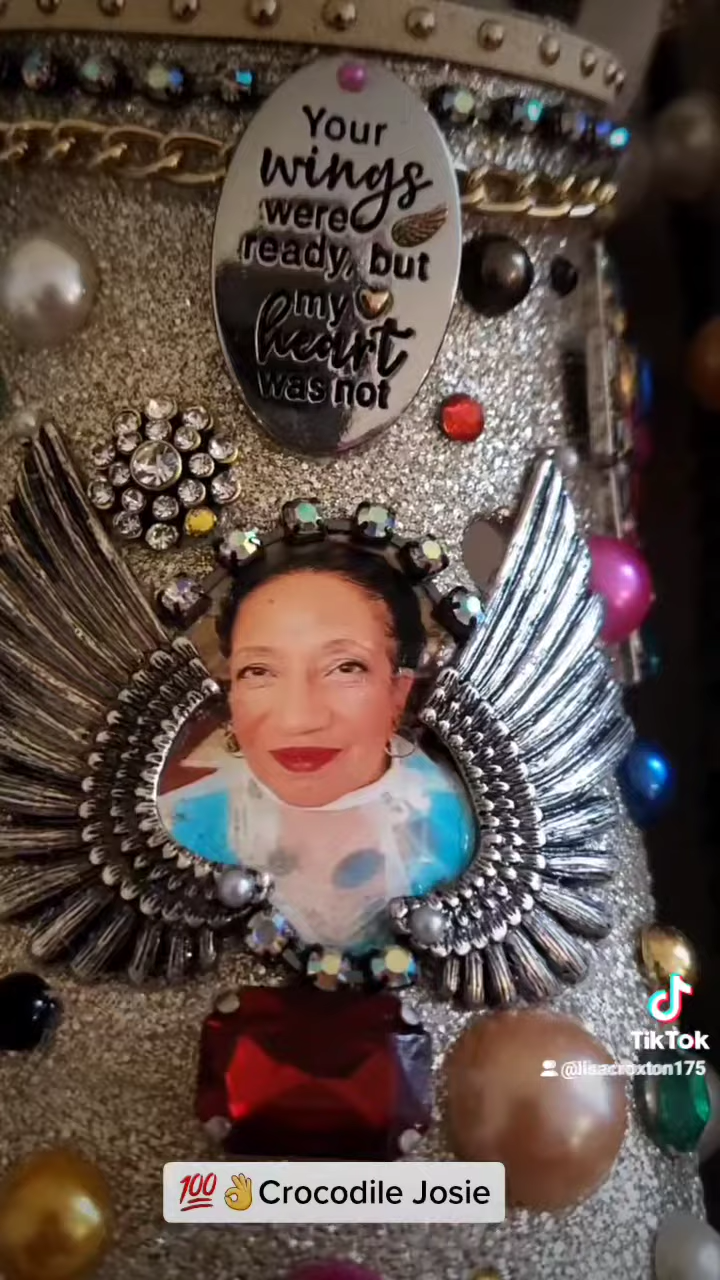 Your
wings
were
ready, but
my
heart
was not
TikTok
@lisacroxton175
💯👌Crocodile Josie